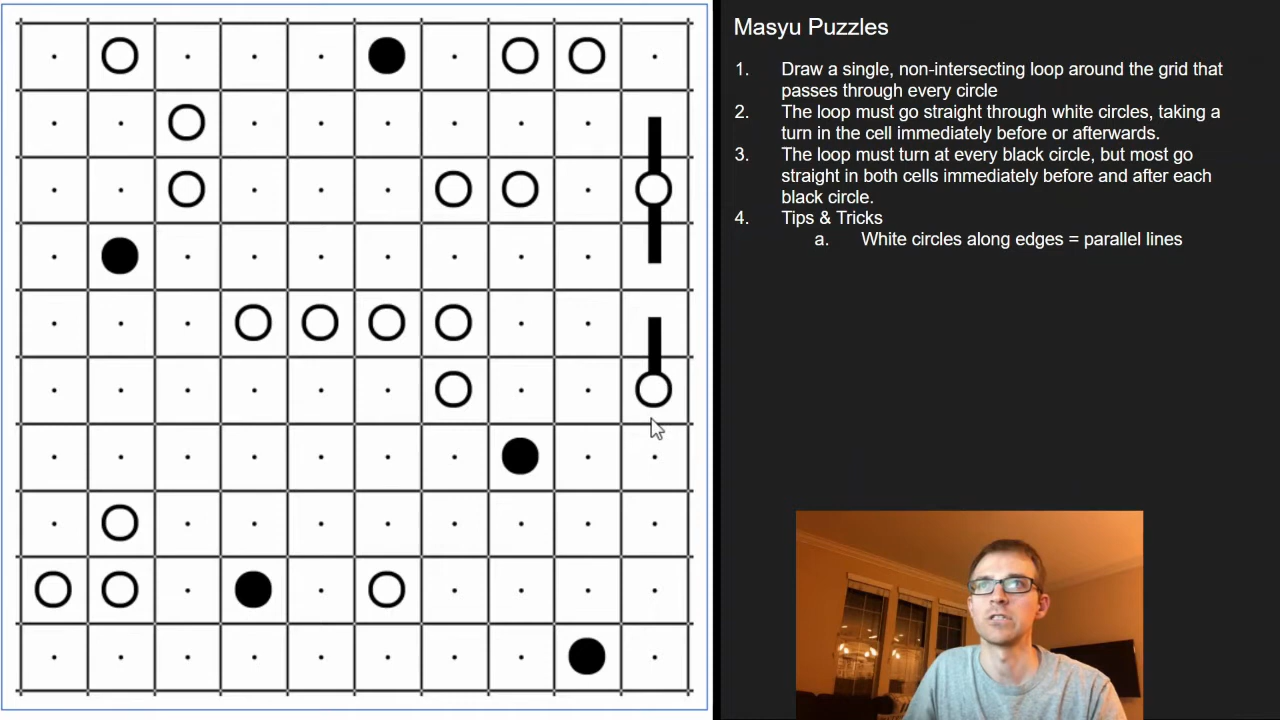 Masyu Puzzles
1. Draw a single, non-intersecting loop around the grid that
passes through every circle
2. The loop must go straight through white circles, taking a
turn in the cell immediately before or afterwards.
3. The loop must turn at every black circle, but most go
straight in both cells immediately before and after each
black circle.
4. Tips & Tricks
a. White circles along edges = parallel lines